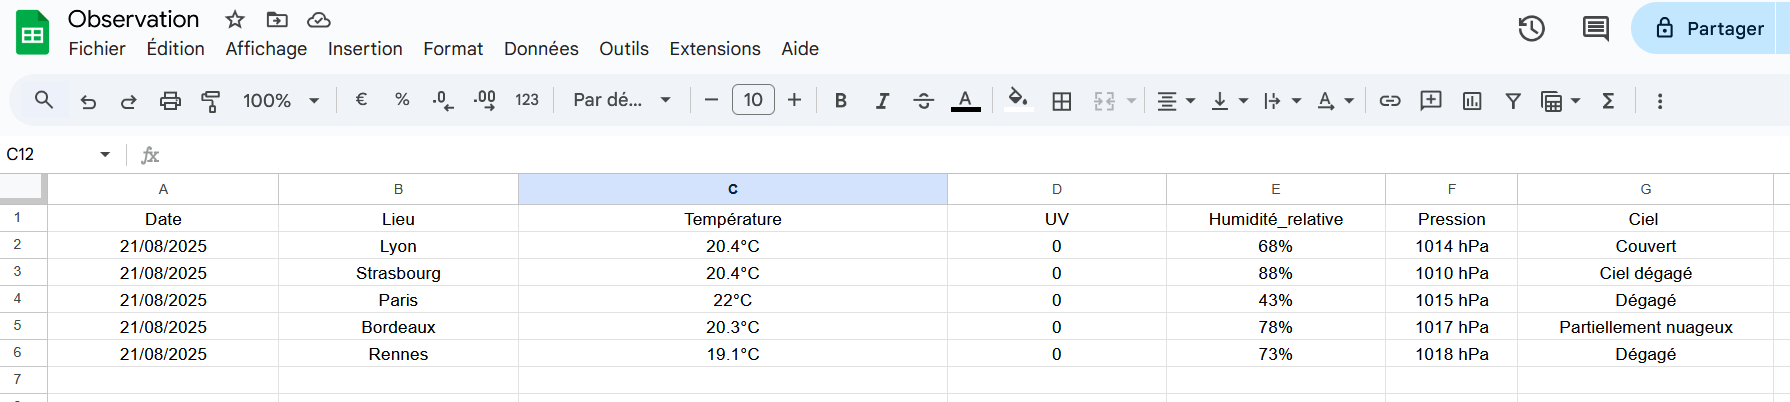 Observation
Fichier Édition Affichage Insertion Format Données Outils Extensions Aide
Partager
100% € % .0 .00 123 Par dé... 10 B I A A Σ
C12 fx
A B C D E F G
1 Date Lieu Température UV Humidité_relative Pression Ciel
2 21/08/2025 Lyon 20.4°C 0 68% 1014 hPa Couvert
3 21/08/2025 Strasbourg 20.4°C 0 88% 1010 hPa Ciel dégagé
4 21/08/2025 Paris 22°C 0 43% 1015 hPa Dégagé
5 21/08/2025 Bordeaux 20.3°C 0 78% 1017 hPa Partiellement nuageux
6 21/08/2025 Rennes 19.1°C 0 73% 1018 hPa Dégagé
7